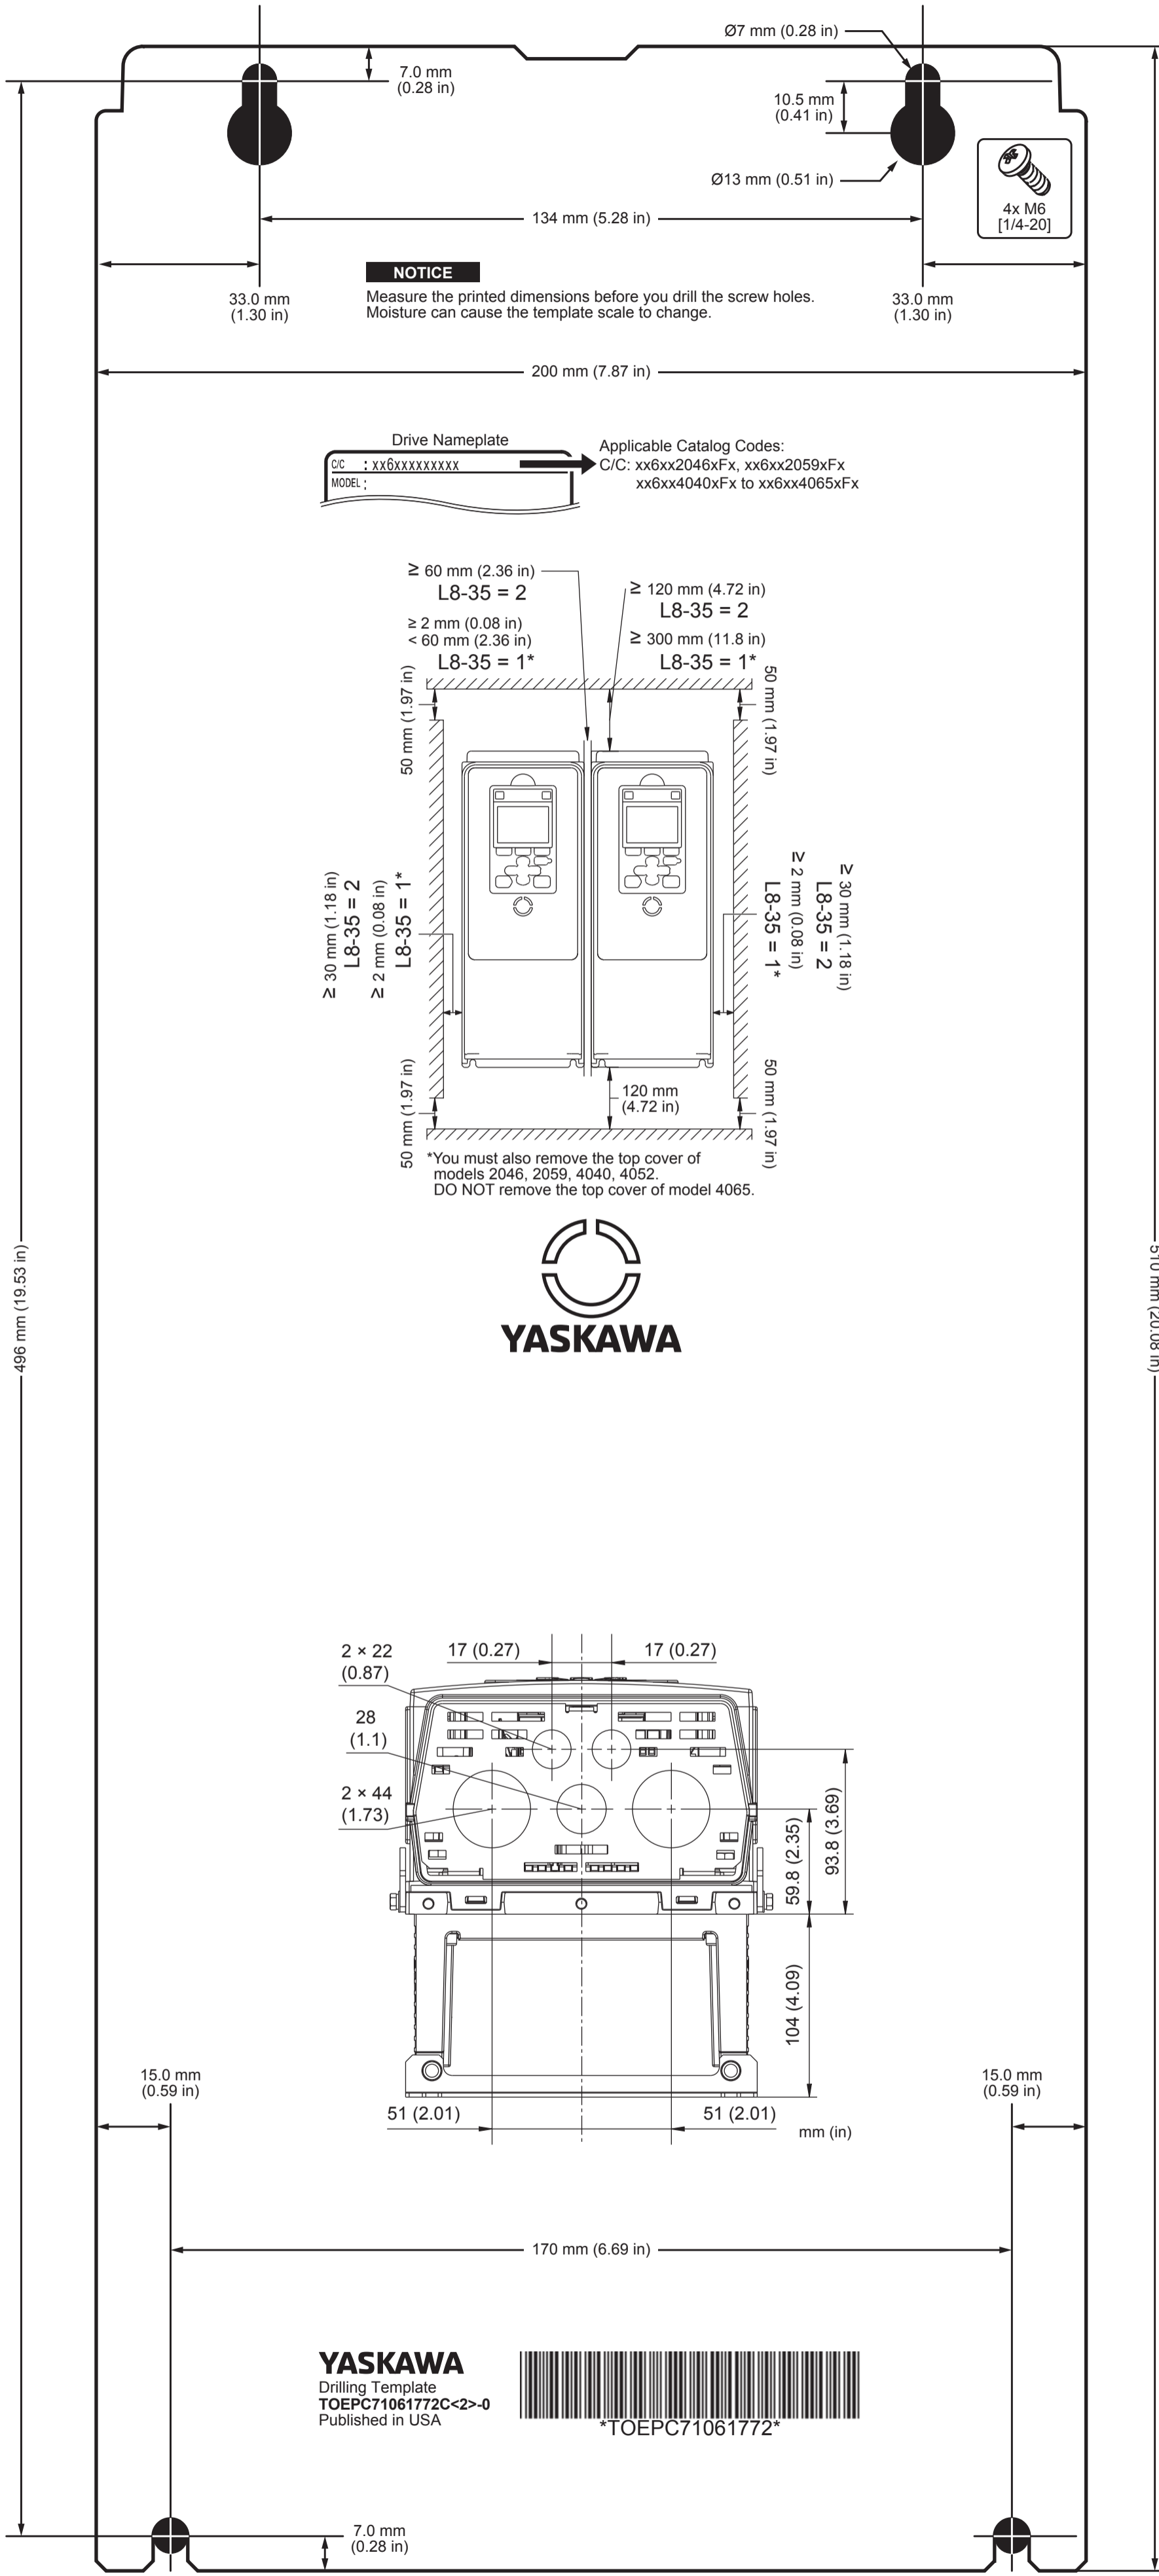 Ø7 mm (0.28 in)
7.0 mm
(0.28 in)
10.5 mm
(0.41 in)
Ø13 mm (0.51 in)
4x M6
[1/4-20]
134 mm (5.28 in)
33.0 mm
(1.30 in)
NOTICE
Measure the printed dimensions before you drill the screw holes.
Moisture can cause the template scale to change.
33.0 mm
(1.30 in)
200 mm (7.87 in)
Drive Nameplate
C/C : xx6xxxxxxxxx
MODEL :
Applicable Catalog Codes:
C/C: xx6xx2046xFx, xx6xx2059xFx
xx6xx4040xFx to xx6xx4065xFx
≥ 60 mm (2.36 in)
L8-35 = 2
≥ 2 mm (0.08 in)
< 60 mm (2.36 in)
L8-35 = 1*
≥ 120 mm (4.72 in)
L8-35 = 2
≥ 300 mm (11.8 in)
L8-35 = 1*
50 mm (1.97 in)
50 mm (1.97 in)
≥ 30 mm (1.18 in)
L8-35 = 2
≥ 2 mm (0.08 in)
L8-35 = 1*
≥ 30 mm (1.18 in)
L8-35 = 2
≥ 2 mm (0.08 in)
L8-35 = 1*
50 mm (1.97 in)
120 mm
(4.72 in)
50 mm (1.97 in)
*You must also remove the top cover of
models 2046, 2059, 4040, 4052.
DO NOT remove the top cover of model 4065.
YASKAWA
496 mm (19.53 in)
510 mm (20.08 in)
2 × 22
(0.87)
17 (0.27)
17 (0.27)
28
(1.1)
2 × 44
(1.73)
59.8 (2.35)
93.8 (3.69)
104 (4.09)
51 (2.01)
51 (2.01)
mm (in)
15.0 mm
(0.59 in)
15.0 mm
(0.59 in)
170 mm (6.69 in)
YASKAWA
Drilling Template
TOEPC71061772C<2>-0
Published in USA
*TOEPC71061772*
7.0 mm
(0.28 in)